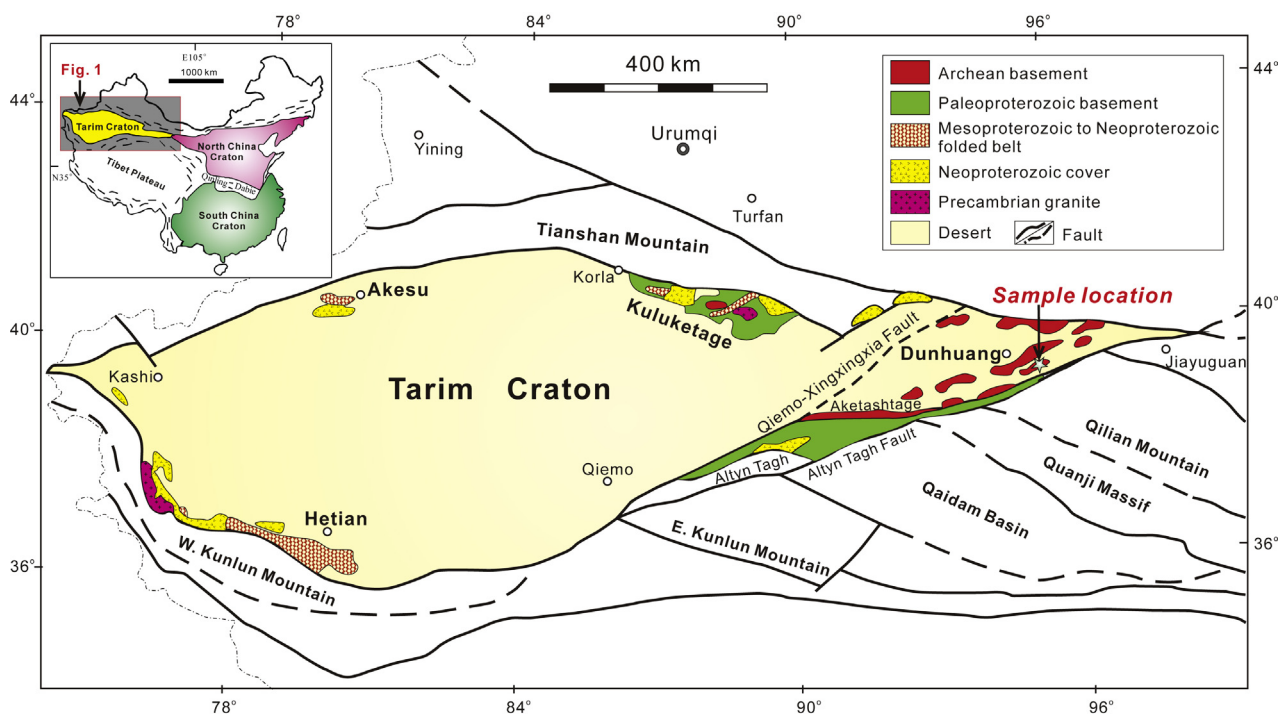 78°
84°
90°
96°
44°
40°
36°
44°
40°
36°
78°
84°
90°
96°
E105°
1000 km
Fig. 1
Tarim Craton
North China
Craton
Tibet Plateau
N35°
Qinling - Dabie
South China
Craton
400 km
Archean basement
Paleoproterozoic basement
Mesoproterozoic to Neoproterozoic
folded belt
Neoproterozoic cover
Precambrian granite
Desert
Fault
Yining
Urumqi
Turfan
Tianshan Mountain
Korla
Akesu
Kuluketage
Sample location
Qiemo-Xingxingxia Fault
Dunhuang
Jiayuguan
Kashi
Tarim Craton
Aketashtage
Altyn Tagh
Altyn Tagh Fault
Qilian Mountain
Quanji Massif
Qaidam Basin
Qiemo
Hetian
W. Kunlun Mountain
E. Kunlun Mountain